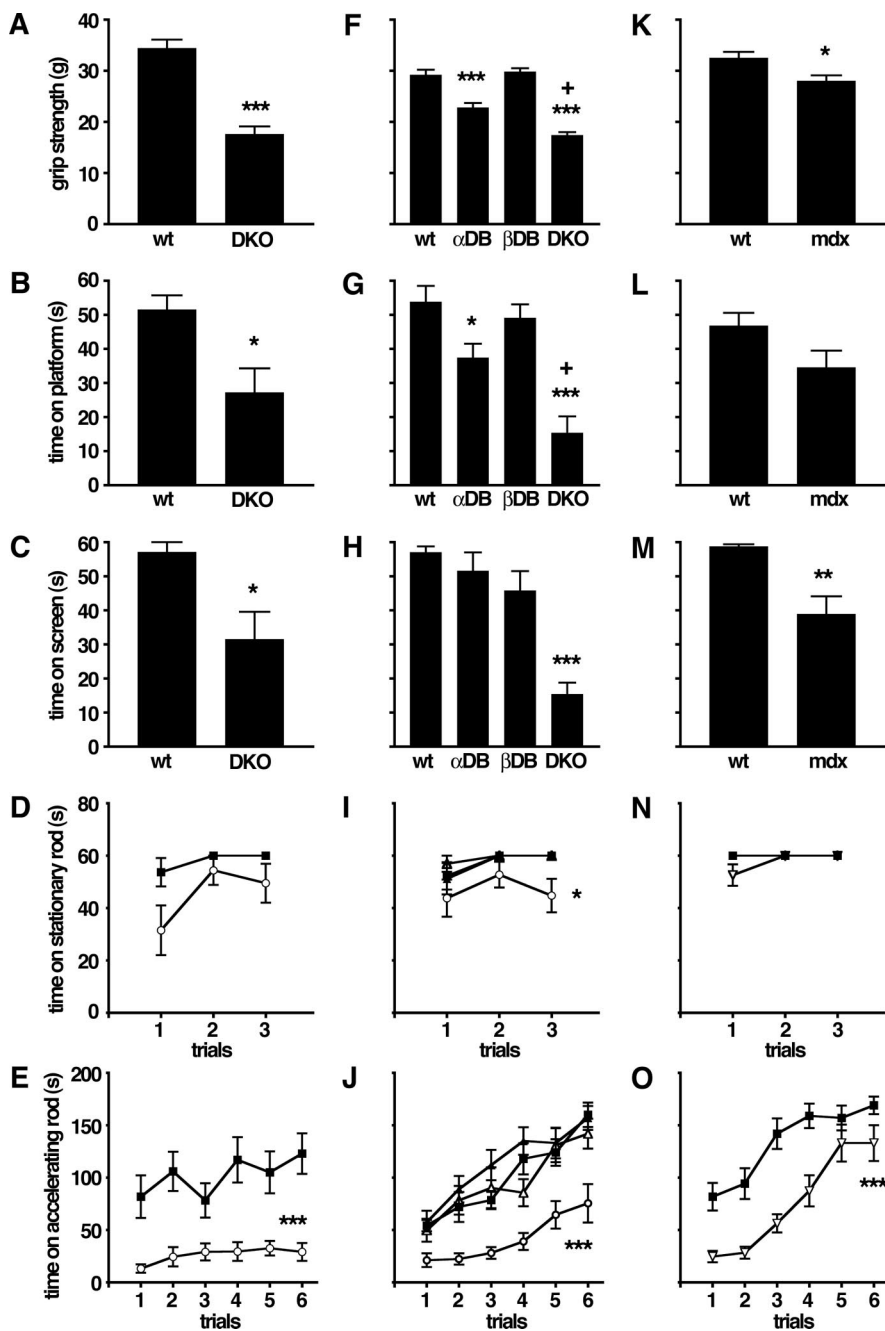 A
F
K
grip strength (g)
40
30
20
10
0
***
wt
DKO
***
+
***
wt
αDB
βDB
DKO
*
wt
mdx
B
G
L
time on platform (s)
60
50
40
30
20
10
0
*
wt
DKO
*
+
***
wt
αDB
βDB
DKO
wt
mdx
C
H
M
time on screen (s)
60
50
40
30
20
10
0
*
wt
DKO
***
wt
αDB
βDB
DKO
**
wt
mdx
D
I
N
time on stationary rod (s)
80
60
40
20
0
1 2 3
trials
*
1 2 3
trials
1 2 3
trials
E
J
O
time on accelerating rod (s)
200
150
100
50
0
***
1 2 3 4 5 6
trials
***
1 2 3 4 5 6
trials
***
1 2 3 4 5 6
trials